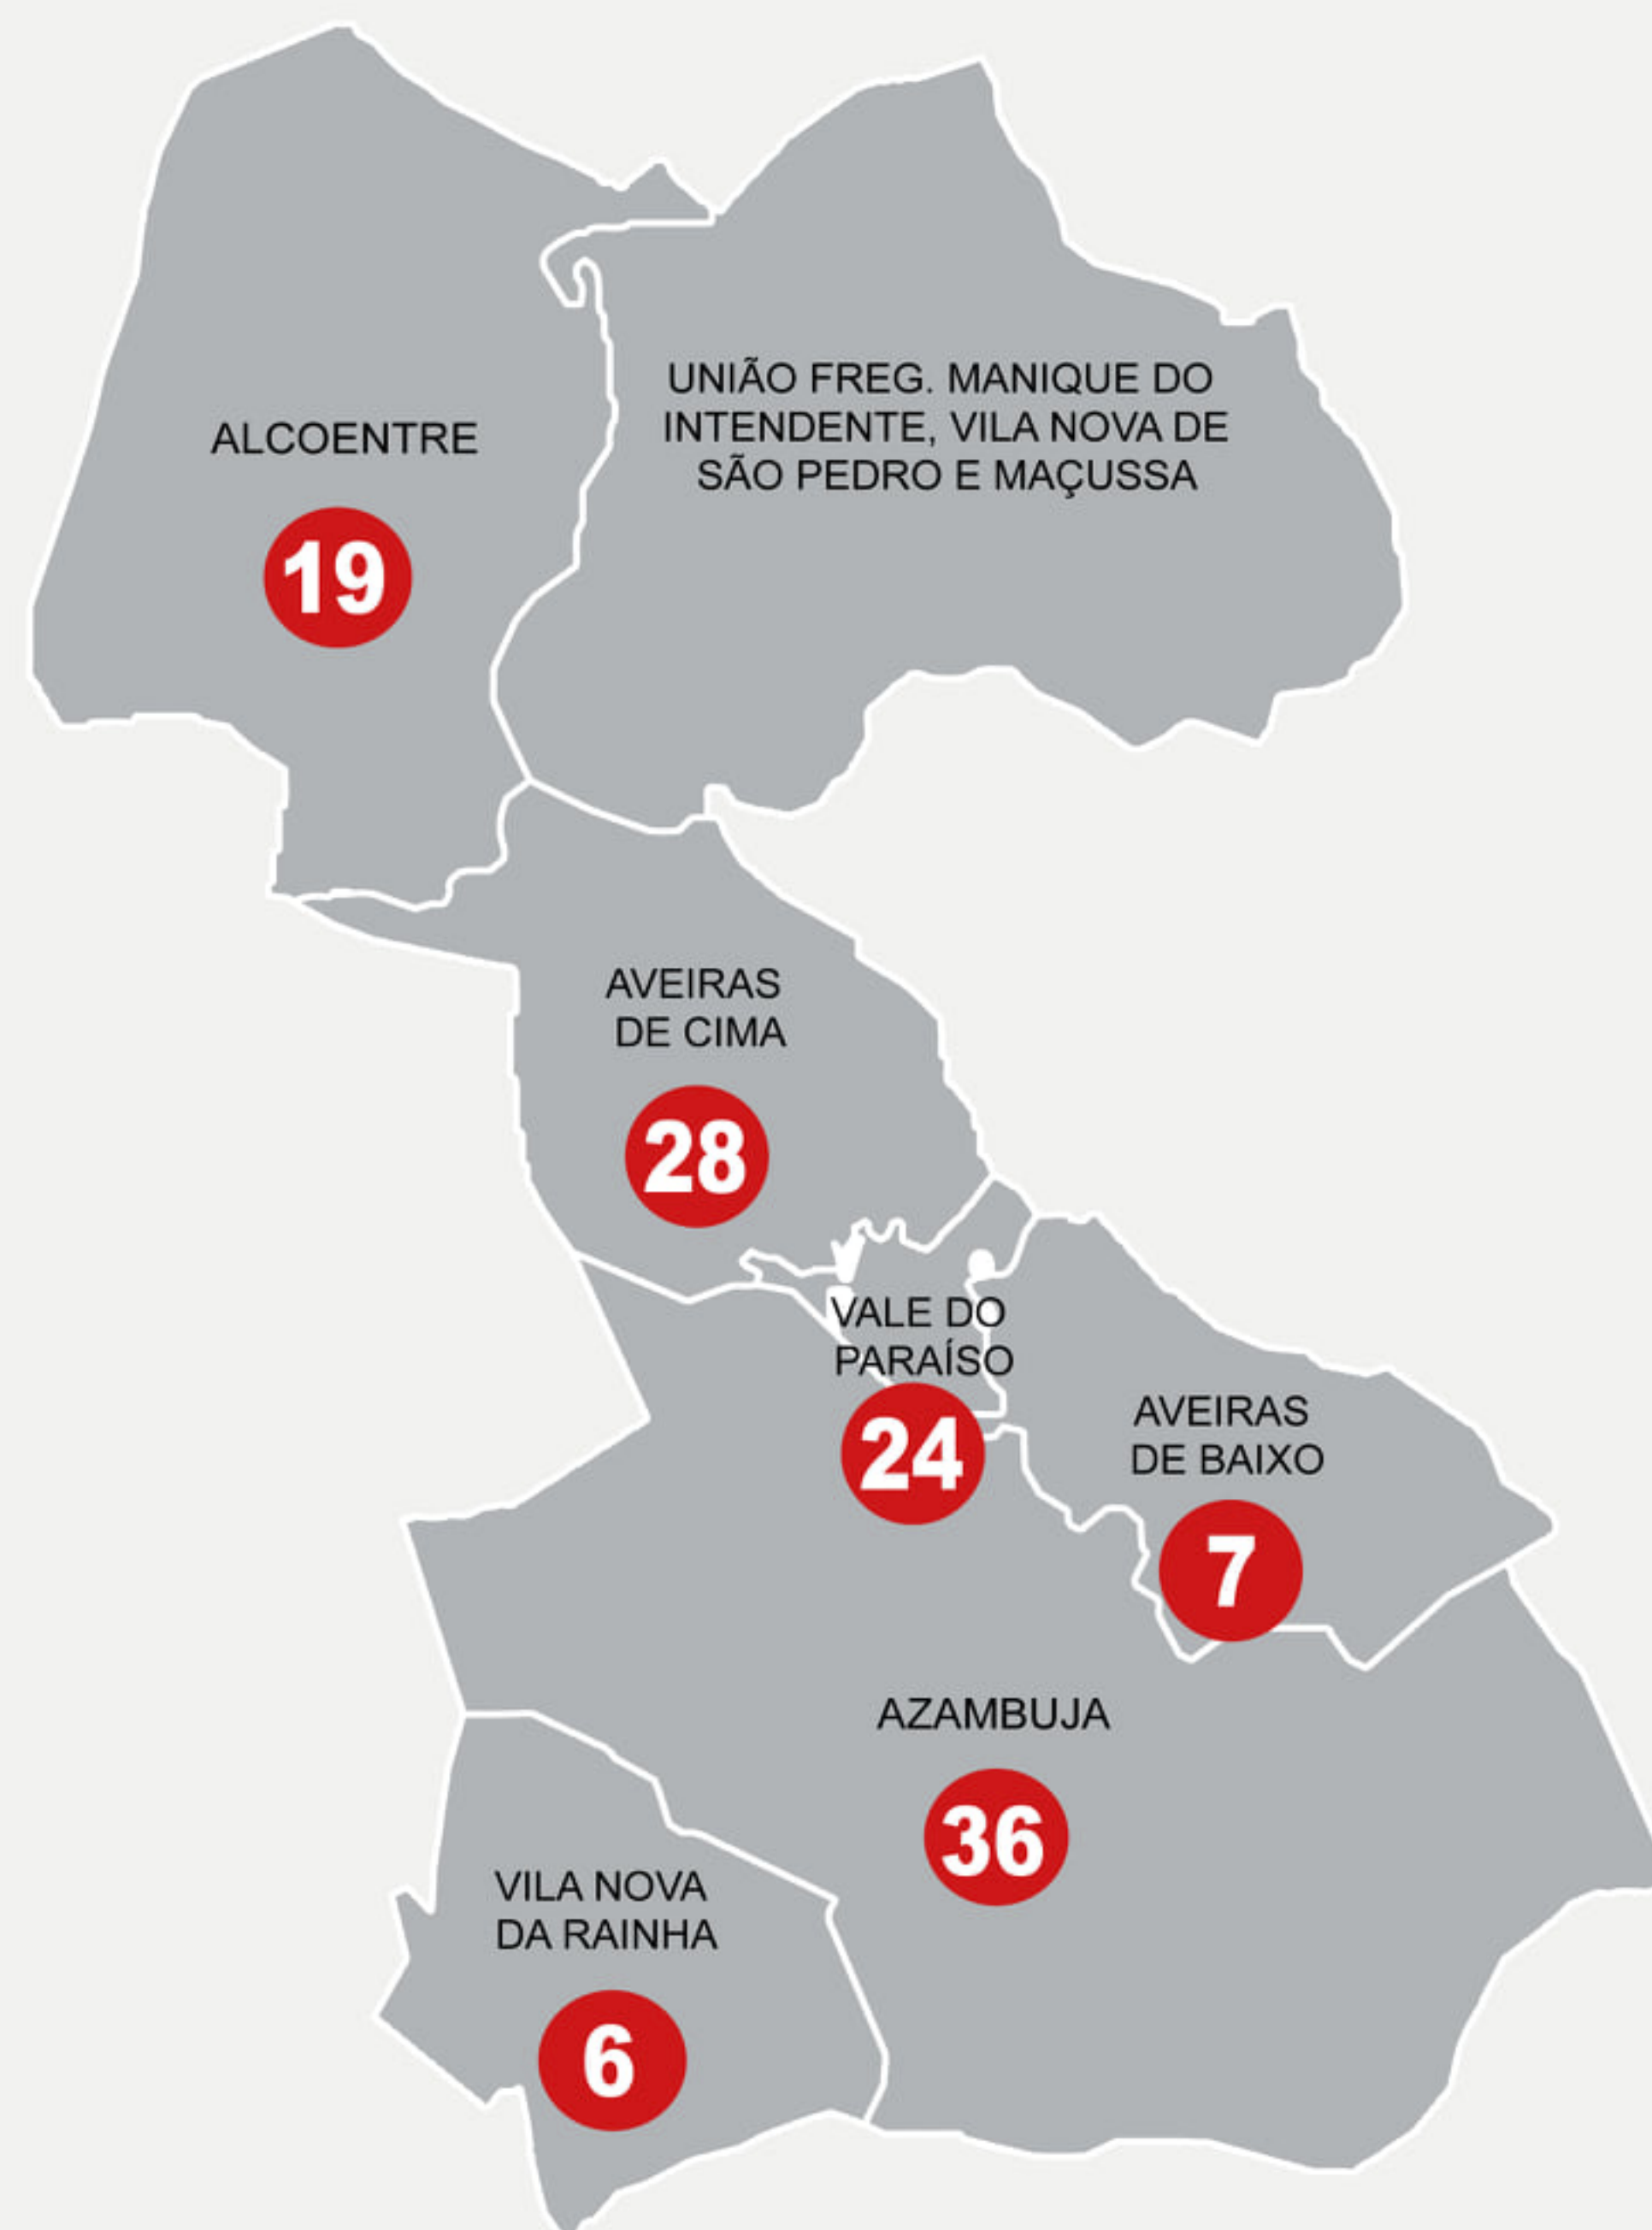 UNIÃO FREG. MANIQUE DO
INTENDENTE, VILA NOVA DE
SÃO PEDRO E MAÇUSSA
ALCOENTRE
19
AVEIRAS
DE CIMA
28
VALE DO
PARAÍSO
24
AVEIRAS
DE BAIXO
7
AZAMBUJA
36
VILA NOVA
DA RAINHA
6